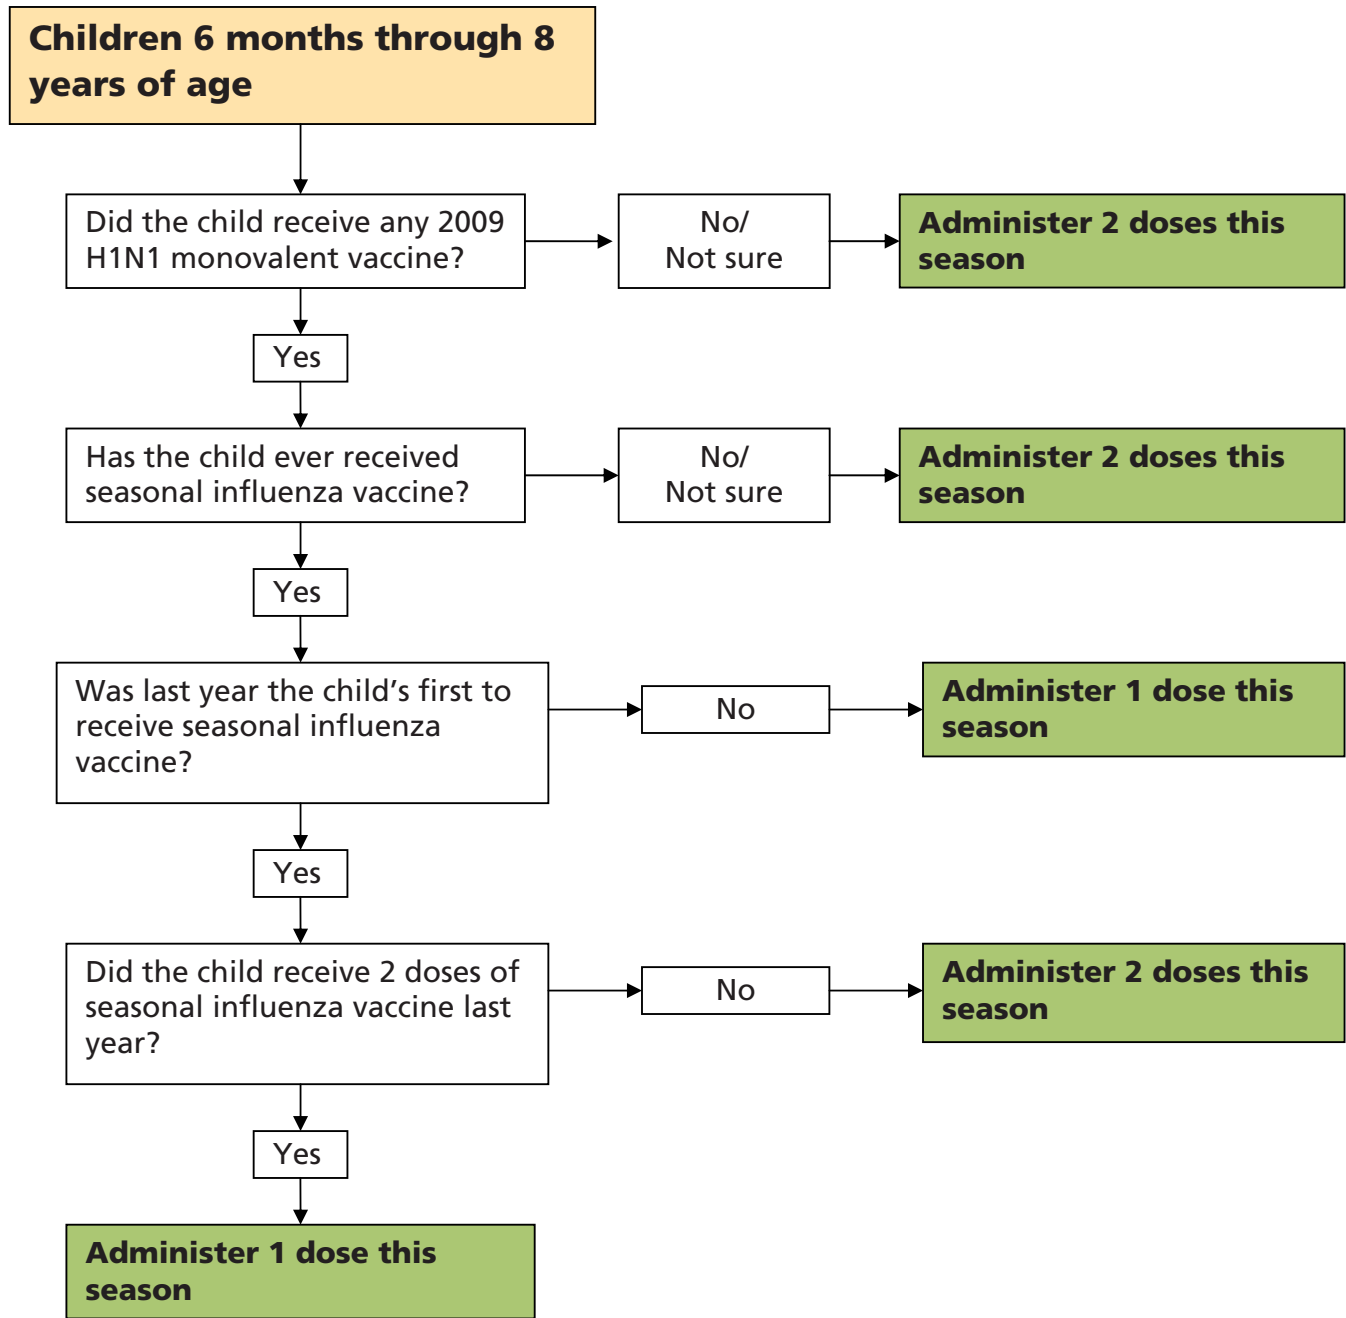 Children 6 months through 8
years of age
Did the child receive any 2009
H1N1 monovalent vaccine?
No/
Not sure
Administer 2 doses this
season
Yes
Has the child ever received
seasonal influenza vaccine?
No/
Not sure
Administer 2 doses this
season
Yes
Was last year the child’s first to
receive seasonal influenza
vaccine?
No
Administer 1 dose this
season
Yes
Did the child receive 2 doses of
seasonal influenza vaccine last
year?
No
Administer 2 doses this
season
Yes
Administer 1 dose this
season